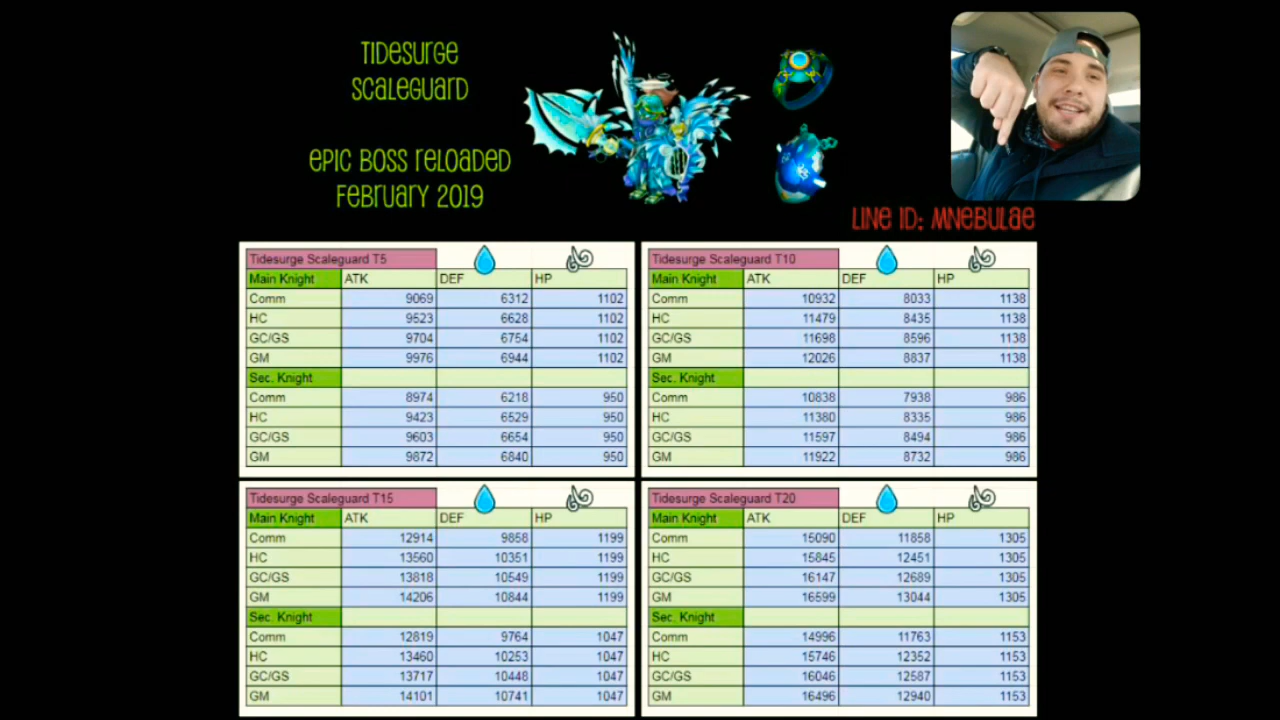 TIDESURGE
SCALEGUARD
EPIC BOSS RELOADED
FEBRUARY 2019
LINE ID: MNEBULAE
Tidesurge Scaleguard T5
Main Knight ATK DEF HP
Comm 9069 6312 1102
HC 9523 6628 1102
GC/GS 9704 6754 1102
GM 9976 6944 1102
Sec. Knight
Comm 8974 6218 950
HC 9423 6529 950
GC/GS 9603 6654 950
GM 9872 6840 950
Tidesurge Scaleguard T10
Main Knight ATK DEF HP
Comm 10932 8033 1138
HC 11479 8435 1138
GC/GS 11698 8596 1138
GM 12026 8837 1138
Sec. Knight
Comm 10838 7938 986
HC 11380 8335 986
GC/GS 11597 8494 986
GM 11922 8732 986
Tidesurge Scaleguard T15
Main Knight ATK DEF HP
Comm 12914 9858 1199
HC 13560 10351 1199
GC/GS 13818 10549 1199
GM 14206 10844 1199
Sec. Knight
Comm 12819 9764 1047
HC 13460 10253 1047
GC/GS 13717 10448 1047
GM 14101 10741 1047
Tidesurge Scaleguard T20
Main Knight ATK DEF HP
Comm 15090 11858 1305
HC 15845 12451 1305
GC/GS 16147 12689 1305
GM 16599 13044 1305
Sec. Knight
Comm 14996 11763 1153
HC 15746 12352 1153
GC/GS 16046 12587 1153
GM 16496 12940 1153